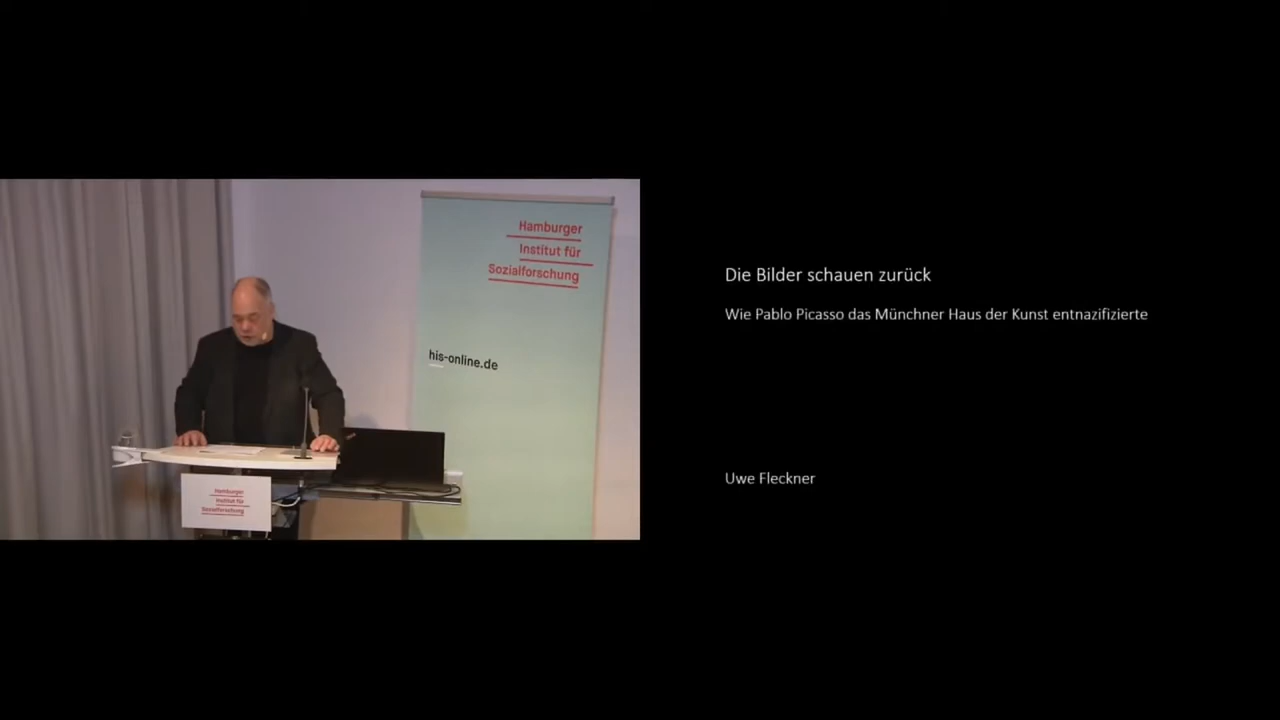 Hamburger
Institut für
Sozialforschung
his-online.de
Hamburger
Institut für
Sozialforschung
Die Bilder schauen zurück
Wie Pablo Picasso das Münchner Haus der Kunst entnazifizierte
Uwe Fleckner